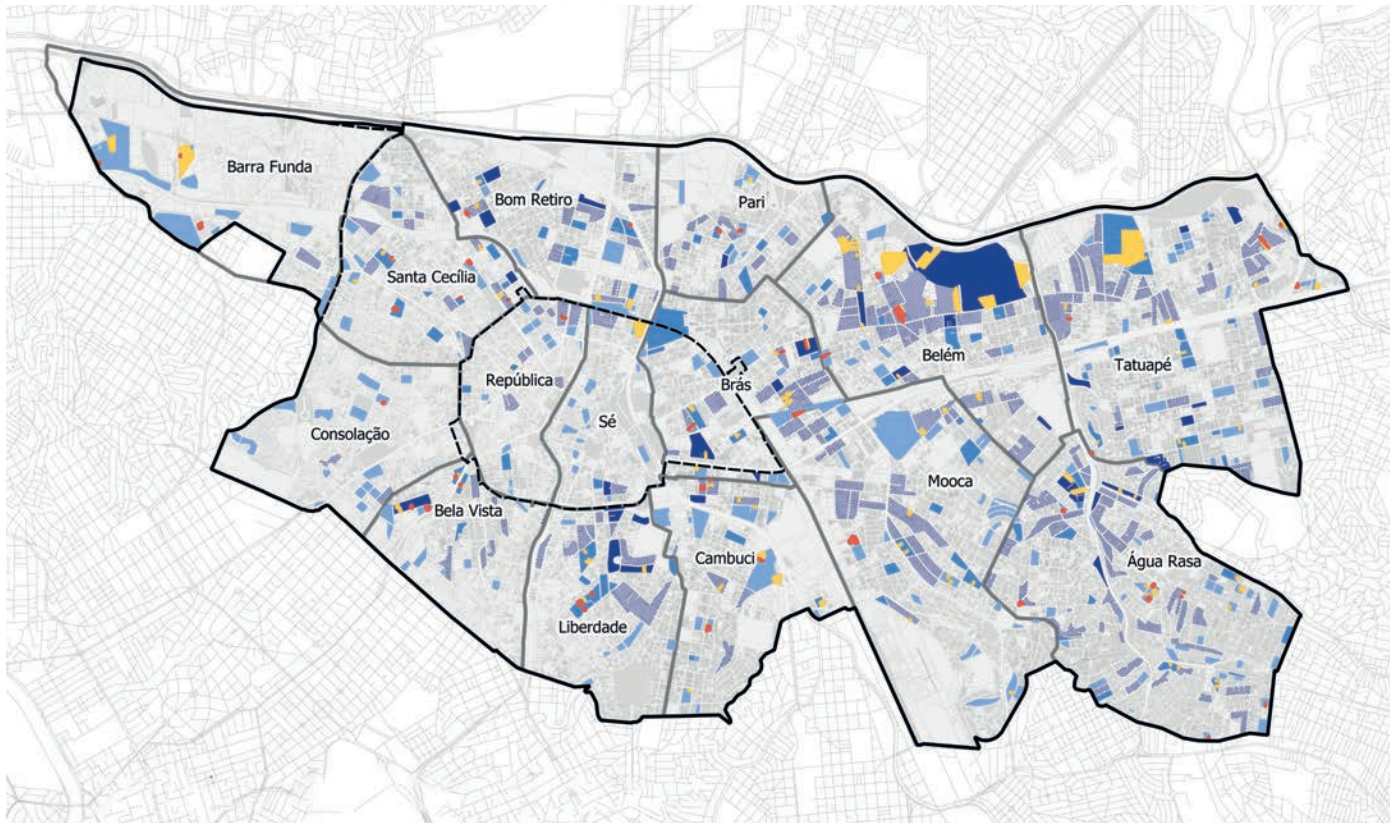 Barra Funda
Bom Retiro
Pari
Santa Cecília
República
Sé
Brás
Belém
Tatuapé
Consolação
Bela Vista
Mooca
Cambuci
Água Rasa
Liberdade